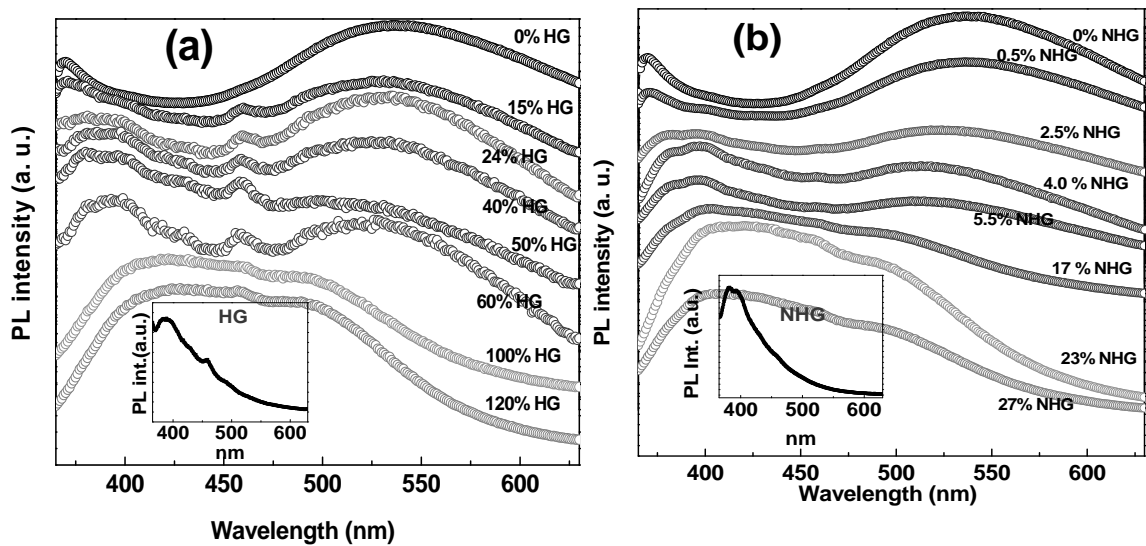 (a)
0% HG
15% HG
24% HG
40% HG
50% HG
60% HG
100% HG
120% HG
PL intensity (a. u.)
HG
PL int.(a.u.)
400 500 600
nm
400 450 500 550 600
Wavelength (nm)
(b)
0% NHG
0.5% NHG
2.5% NHG
4.0 % NHG
5.5% NHG
17 % NHG
23% NHG
27% NHG
PL intensity (a. u.)
NHG
PL Int. (a.u.)
400 500 600
nm
400 450 500 550 600
Wavelength (nm)